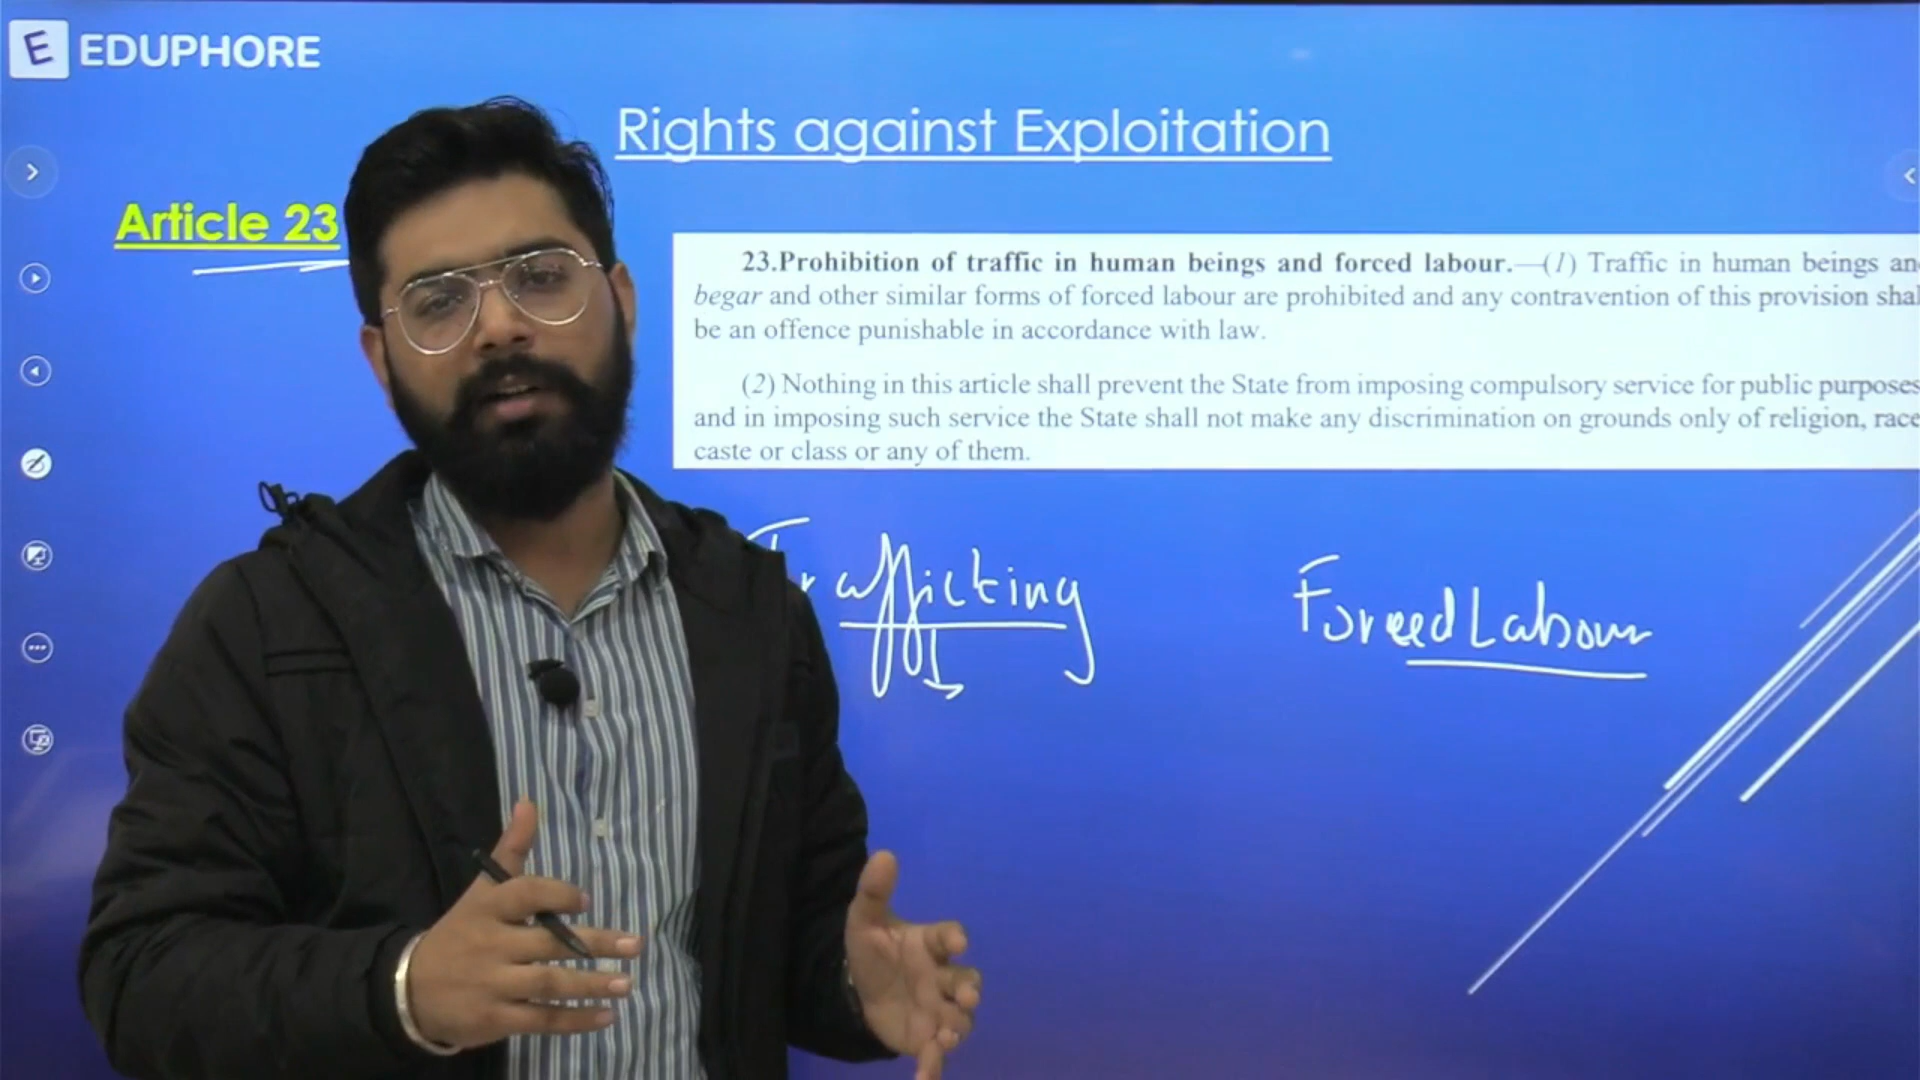 E EDUPHORE
Rights against Exploitation
Article 23
23.Prohibition of traffic in human beings and forced labour.—(1) Traffic in human beings an
begar and other similar forms of forced labour are prohibited and any contravention of this provision shal
be an offence punishable in accordance with law.
(2) Nothing in this article shall prevent the State from imposing compulsory service for public purposes
and in imposing such service the State shall not make any discrimination on grounds only of religion, race
caste or class or any of them.
Trafficking
Forced Labour